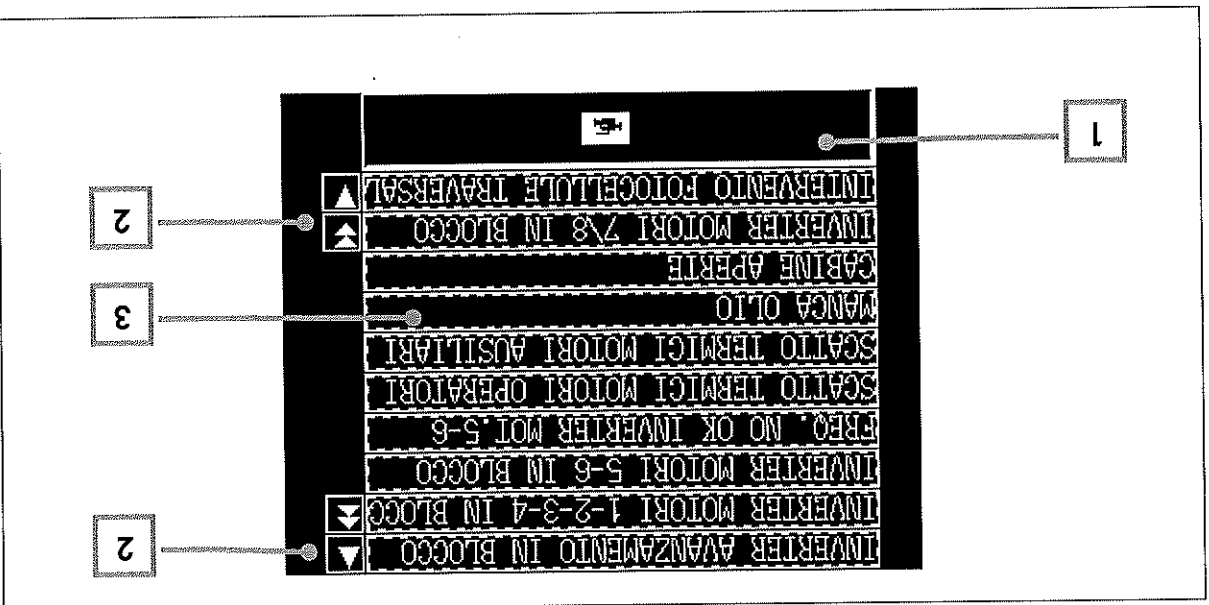 INVERTER AVANZAMENTO IN BLOCCO
2
INVERTER MOTORI 1-2-3-4 IN BLOCC
INVERTER MOTORI 5-6 IN BLOCCO
FREQ. NO OK INVERTER MOT.5-6
SCATTO TERMICI MOTORI OPERATORI
SCATTO TERMICI MOTORI AUSILIARI
MANCA OLIO
3
CABINE APERTE
INVERTER MOTORI 7\8 IN BLOCCO
2
INTERVENTO FOTOCELLULE TRAVERSAL
1